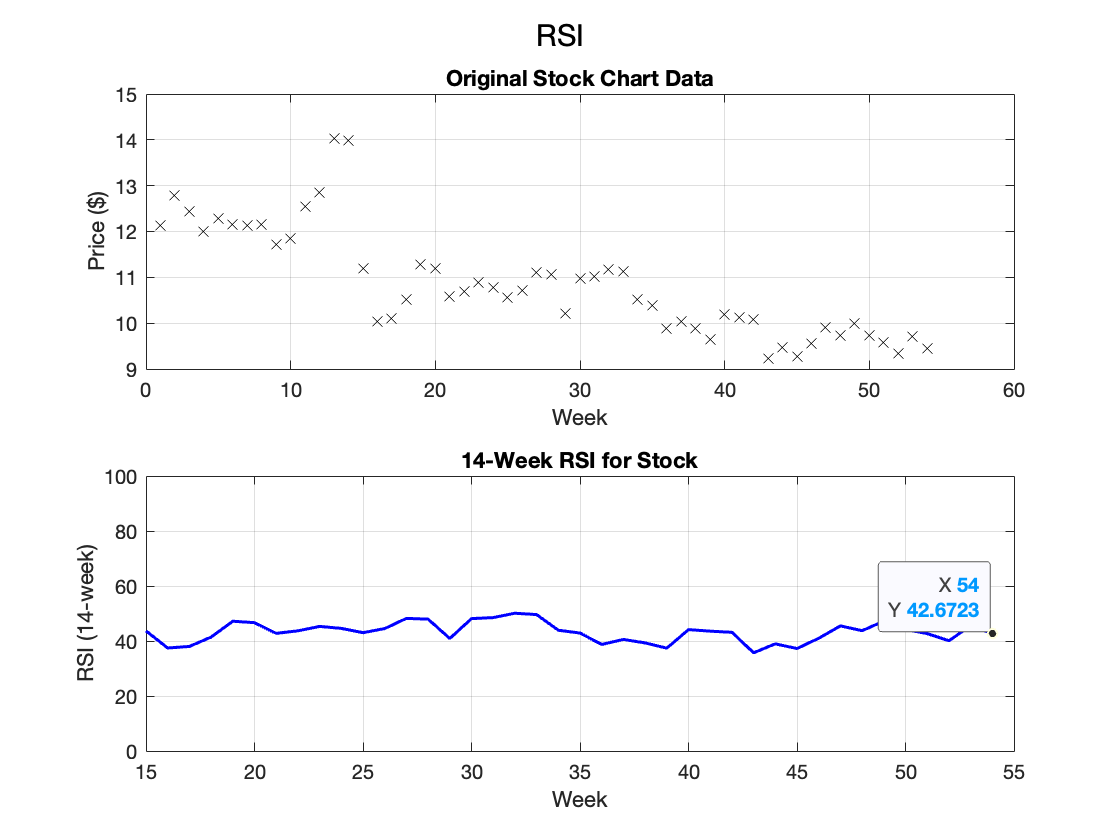 RSI
Original Stock Chart Data
15
14
13
12
11
10
9
Price ($)
0 10 20 30 40 50 60
Week
14-Week RSI for Stock
100
80
60
40
20
0
RSI (14-week)
X 54
Y 42.6723
15 20 25 30 35 40 45 50 55
Week